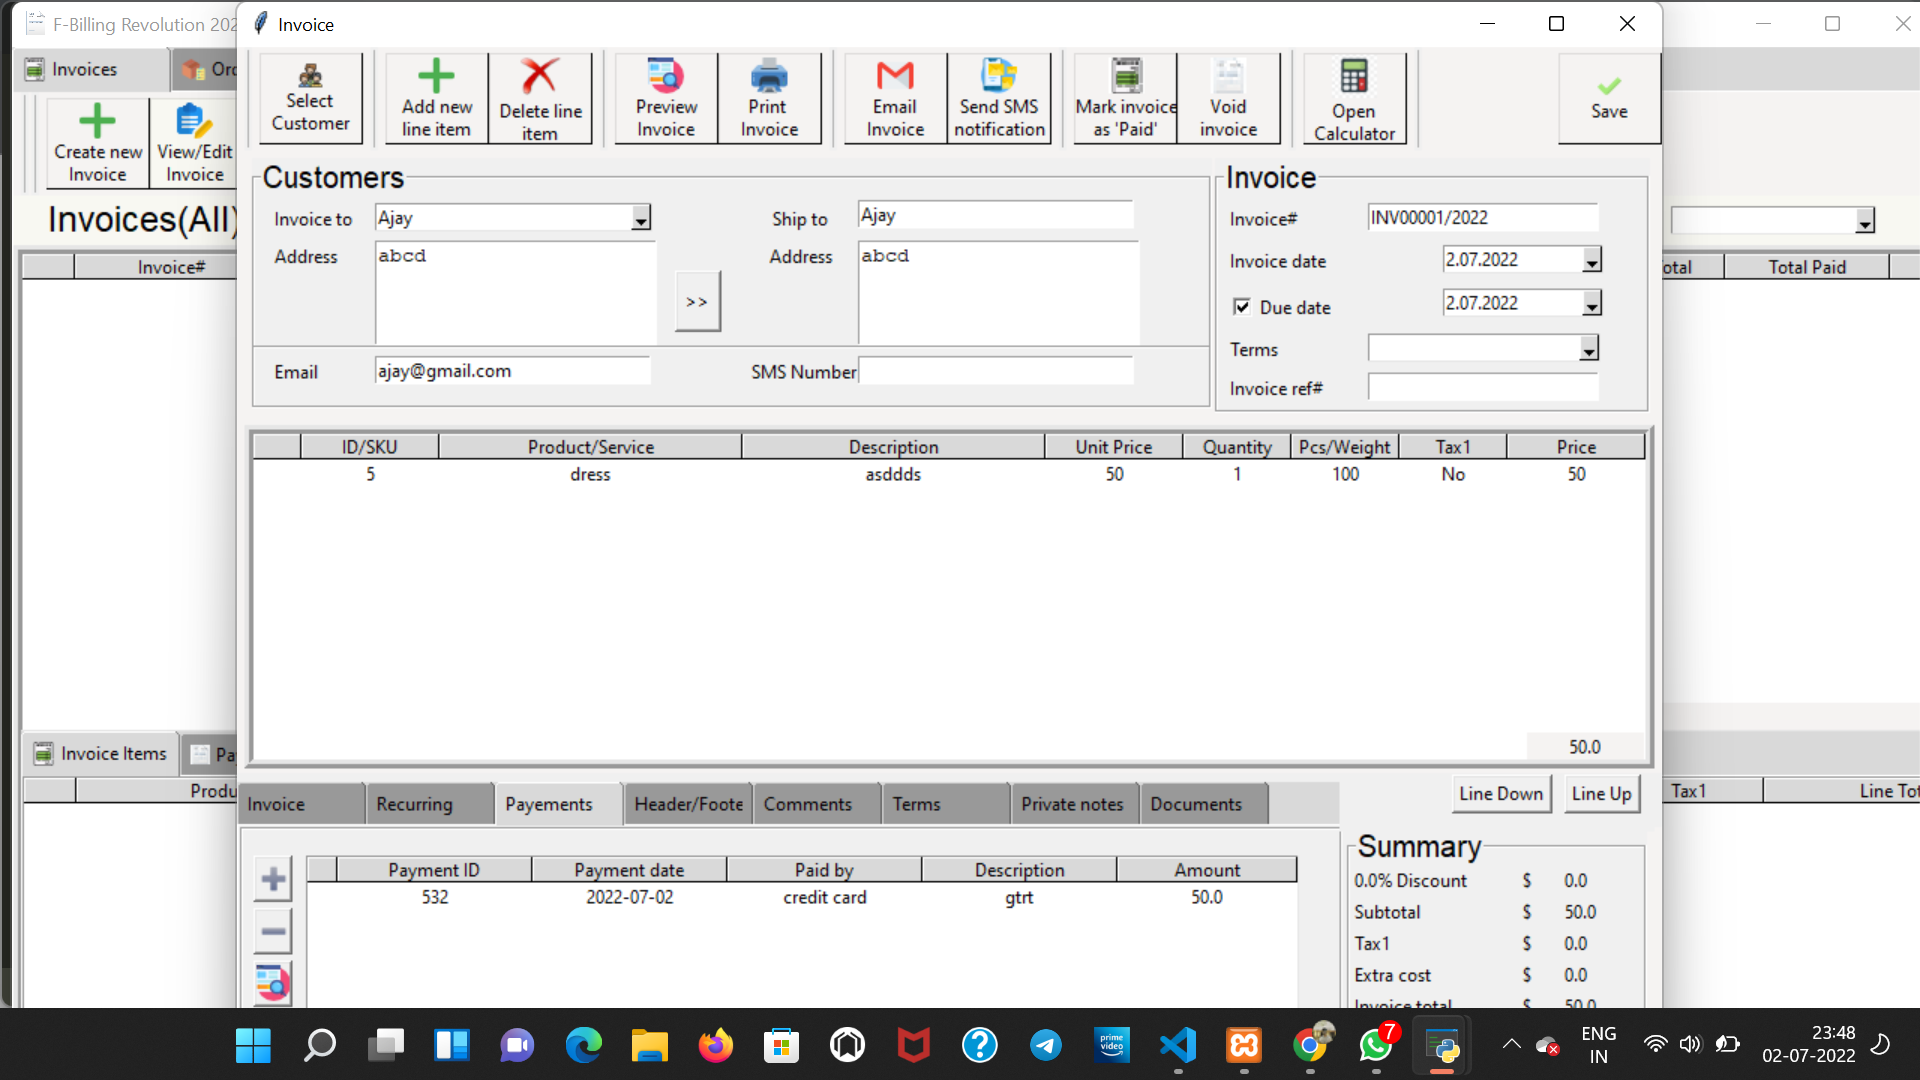 F-Billing Revolution 202
Invoice
Invoices
Ord
Select Customer
Add new line item
Delete line item
Preview Invoice
Print Invoice
Email Invoice
Send SMS notification
Mark invoice as 'Paid'
Void invoice
Open Calculator
Save
Create new Invoice
View/Edit Invoice
Invoices(All)
Customers
Invoice to
Ajay
Ship to
Ajay
Address
abcd
Address
abcd
>>
Email
ajay@gmail.com
SMS Number
Invoice
Invoice#
INV00001/2022
Invoice date
2.07.2022
Due date
2.07.2022
Terms
Invoice ref#
Invoice#
otal
Total Paid
ID/SKU Product/Service Description Unit Price Quantity Pcs/Weight Tax1 Price
5 dress asddds 50 1 100 No 50
50.0
Invoice Items
Pa
Produ
Tax1
Line Tot
Line Down
Line Up
Invoice Recurring Payements Header/Foote Comments Terms Private notes Documents
Payment ID Payment date Paid by Description Amount
532 2022-07-02 credit card gtrt 50.0
Summary
0.0% Discount $ 0.0
Subtotal $ 50.0
Tax1 $ 0.0
Extra cost $ 0.0
Invoice total $ 50.0
prime video
7
ENG
IN
23:48
02-07-2022